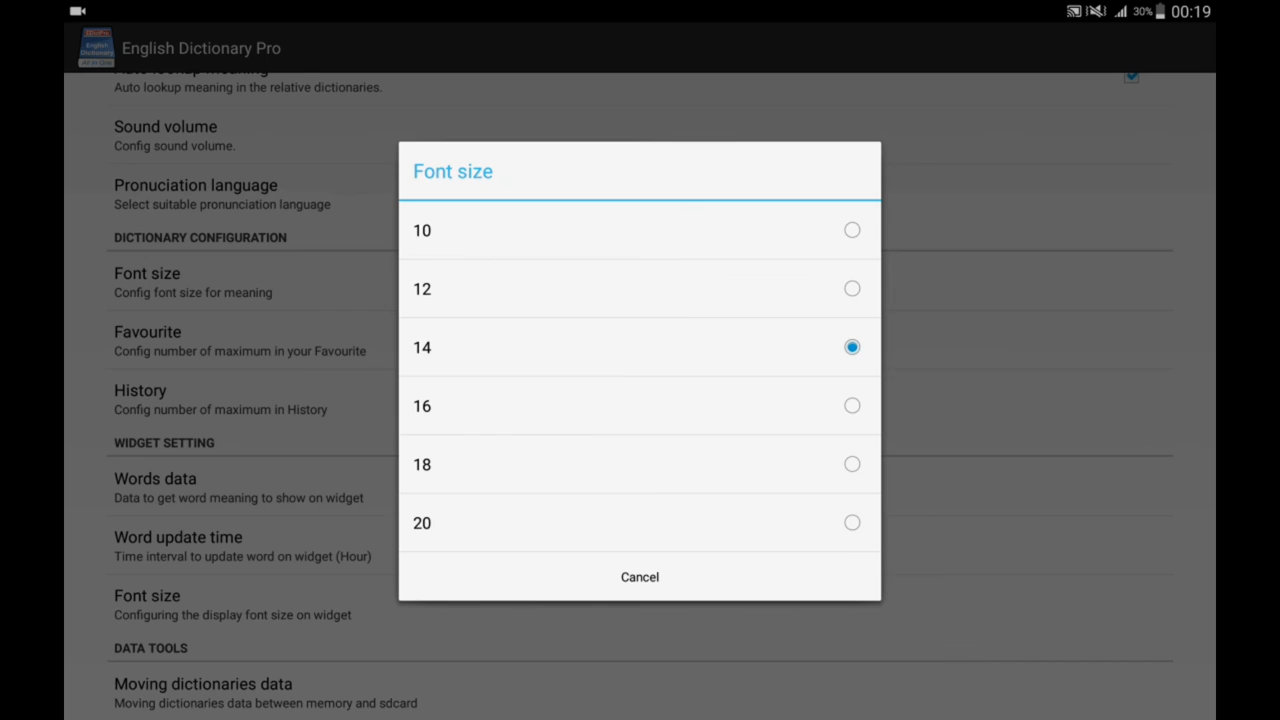 30% 00:19
English Dictionary Pro
English
Dictionary
Auto lookup meaning
Auto lookup meaning in the relative dictionaries.
Sound volume
Config sound volume.
Pronuciation language
Select suitable pronunciation language
DICTIONARY CONFIGURATION
Font size
Config font size for meaning
Favourite
Config number of maximum in your Favourite
History
Config number of maximum in History
WIDGET SETTING
Words data
Data to get word meaning to show on widget
Word update time
Time interval to update word on widget (Hour)
Font size
Configuring the display font size on widget
DATA TOOLS
Moving dictionaries data
Moving dictionaries data between memory and sdcard
Font size
10
12
14
16
18
20
Cancel